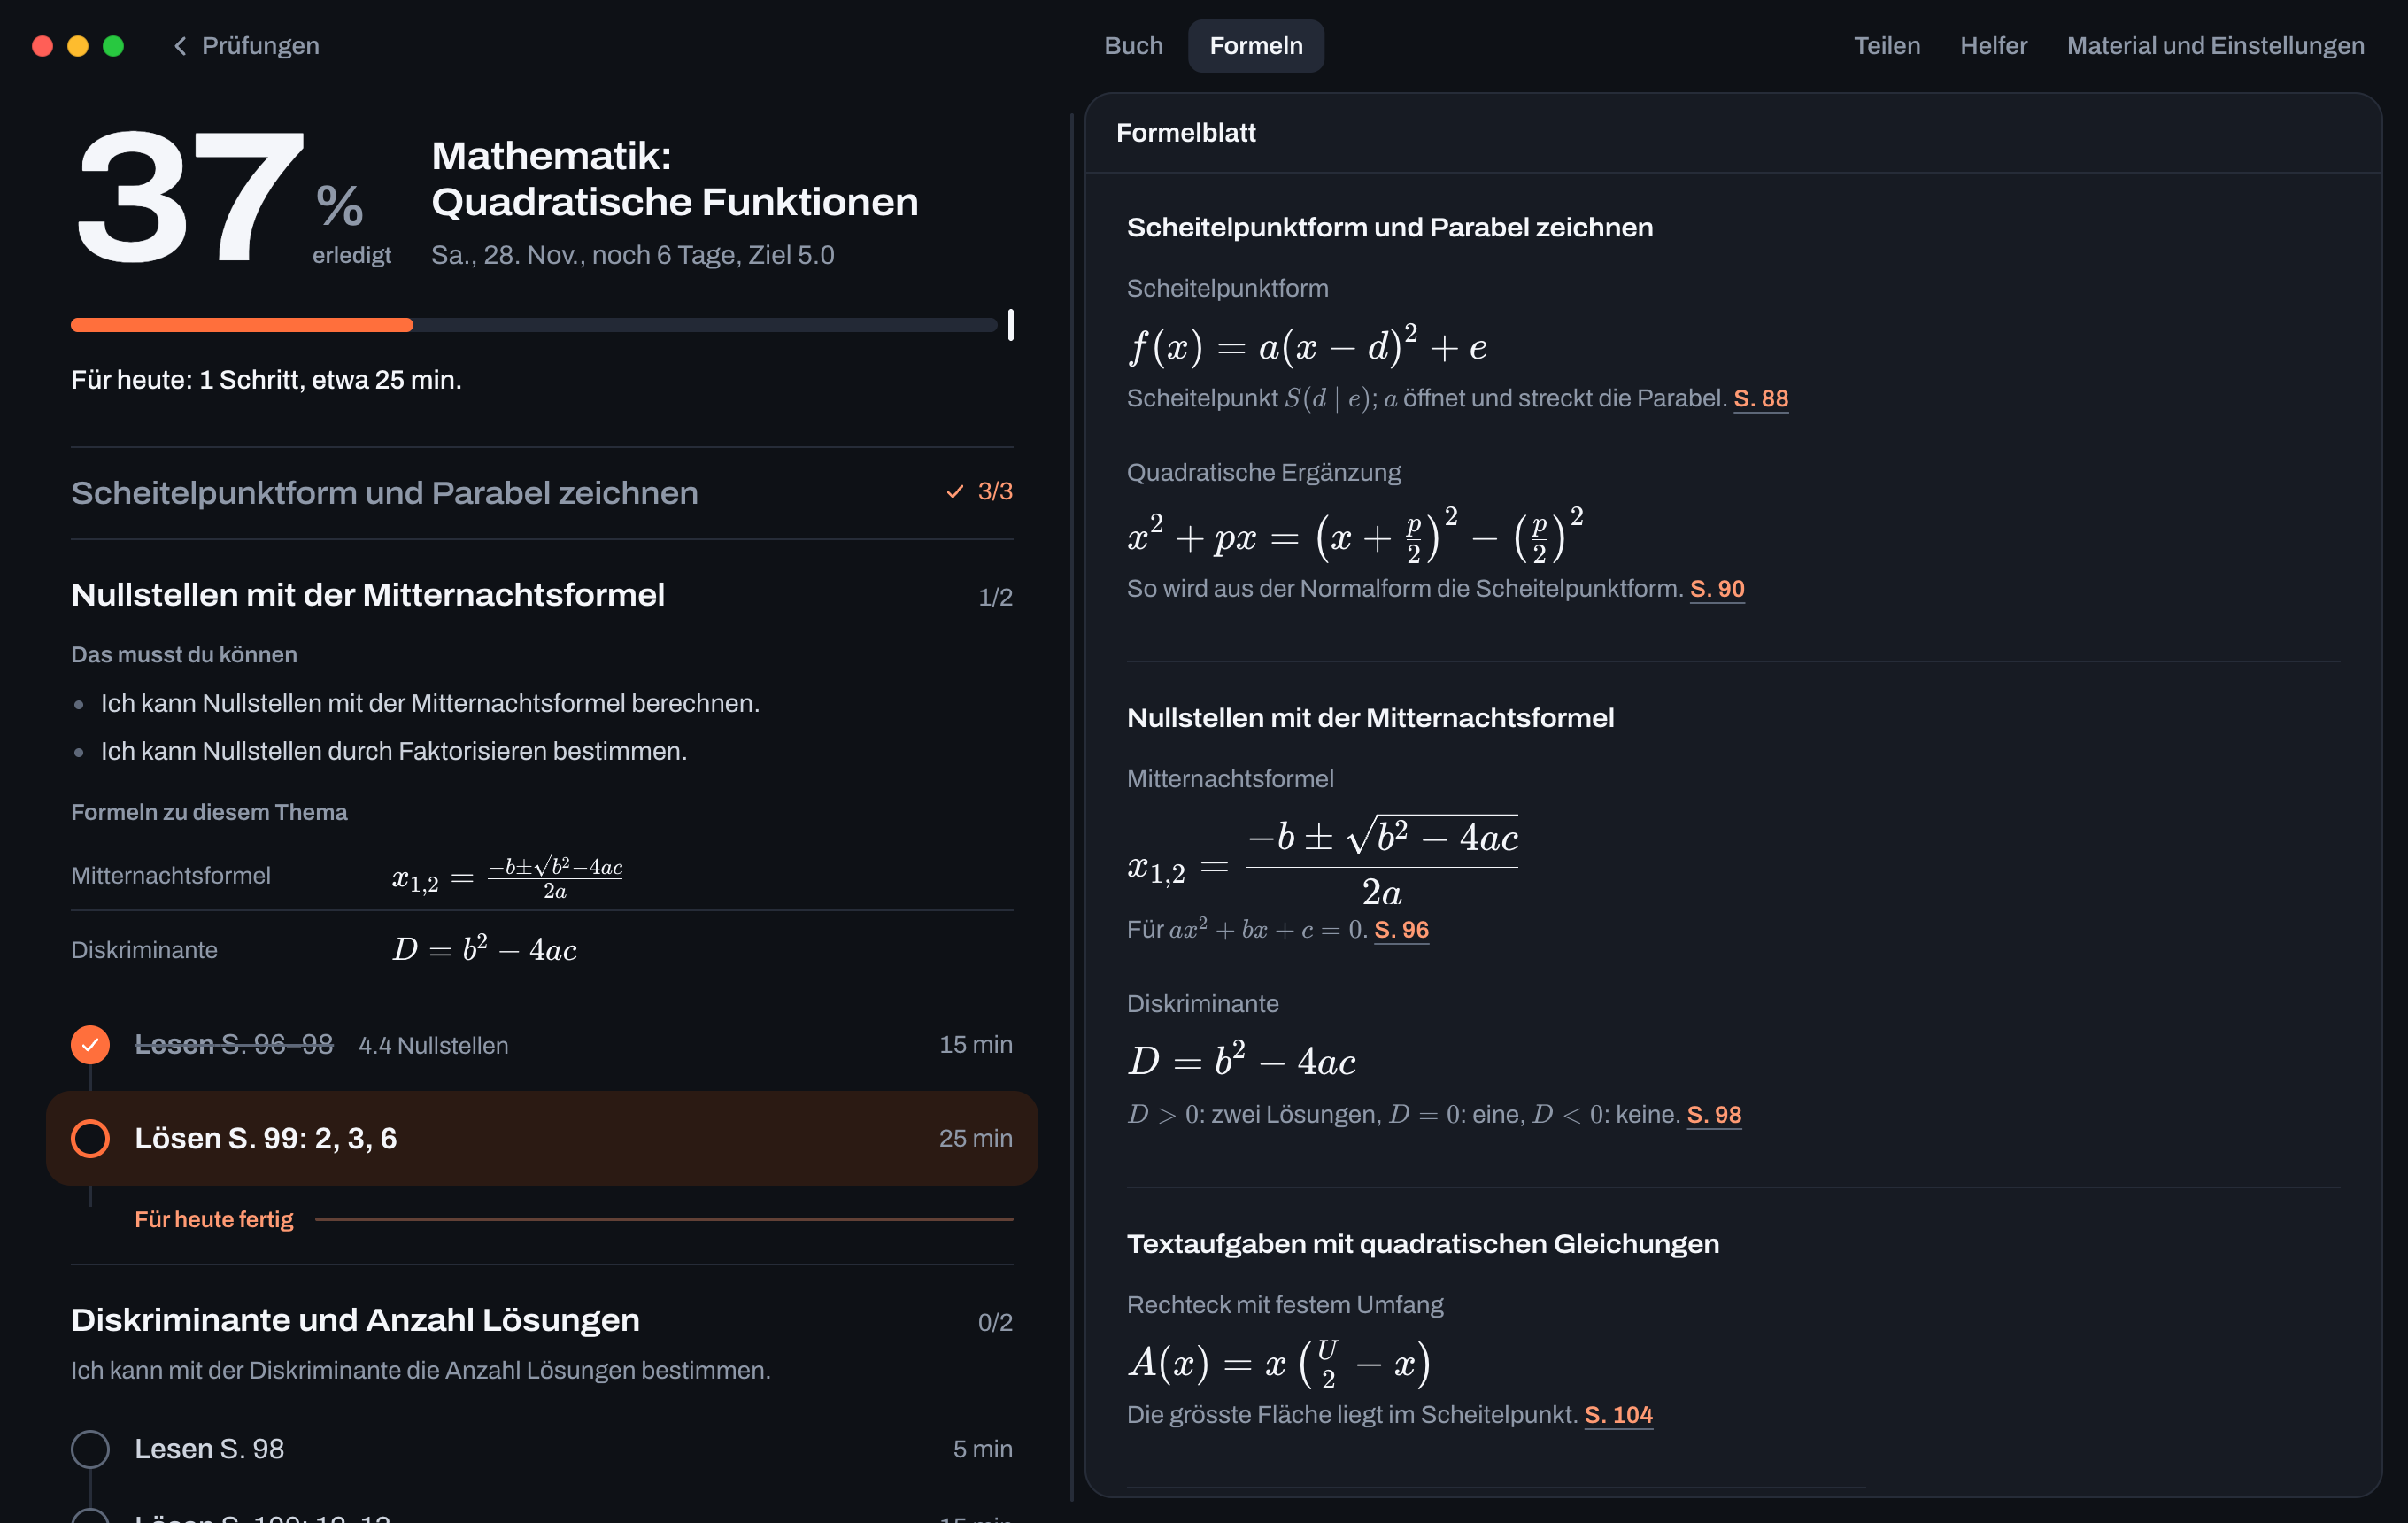 Prüfungen
Buch
Formeln
Teilen
Helfer
Material und Einstellungen
37 %
erledigt
Mathematik:
Quadratische Funktionen
Sa., 28. Nov., noch 6 Tage, Ziel 5.0
Für heute: 1 Schritt, etwa 25 min.
Scheitelpunktform und Parabel zeichnen
✓ 3/3
Nullstellen mit der Mitternachtsformel
1/2
Das musst du können
• Ich kann Nullstellen mit der Mitternachtsformel berechnen.
• Ich kann Nullstellen durch Faktorisieren bestimmen.
Formeln zu diesem Thema
Mitternachtsformel x₁,₂ = (−b±√(b²−4ac))/(2a)
Diskriminante D = b² − 4ac
Lesen S. 96–98 4.4 Nullstellen 15 min
Lösen S. 99: 2, 3, 6 25 min
Für heute fertig
Diskriminante und Anzahl Lösungen
0/2
Ich kann mit der Diskriminante die Anzahl Lösungen bestimmen.
Lesen S. 98 5 min
Formelblatt
Scheitelpunktform und Parabel zeichnen
Scheitelpunktform
f(x) = a(x − d)² + e
Scheitelpunkt S(d | e); a öffnet und streckt die Parabel. S. 88
Quadratische Ergänzung
x² + px = (x + p/2)² − (p/2)²
So wird aus der Normalform die Scheitelpunktform. S. 90
Nullstellen mit der Mitternachtsformel
Mitternachtsformel
x₁,₂ = (−b ± √(b² − 4ac))/(2a)
Für ax² + bx + c = 0. S. 96
Diskriminante
D = b² − 4ac
D > 0: zwei Lösungen, D = 0: eine, D < 0: keine. S. 98
Textaufgaben mit quadratischen Gleichungen
Rechteck mit festem Umfang
A(x) = x (U/2 − x)
Die grösste Fläche liegt im Scheitelpunkt. S. 104